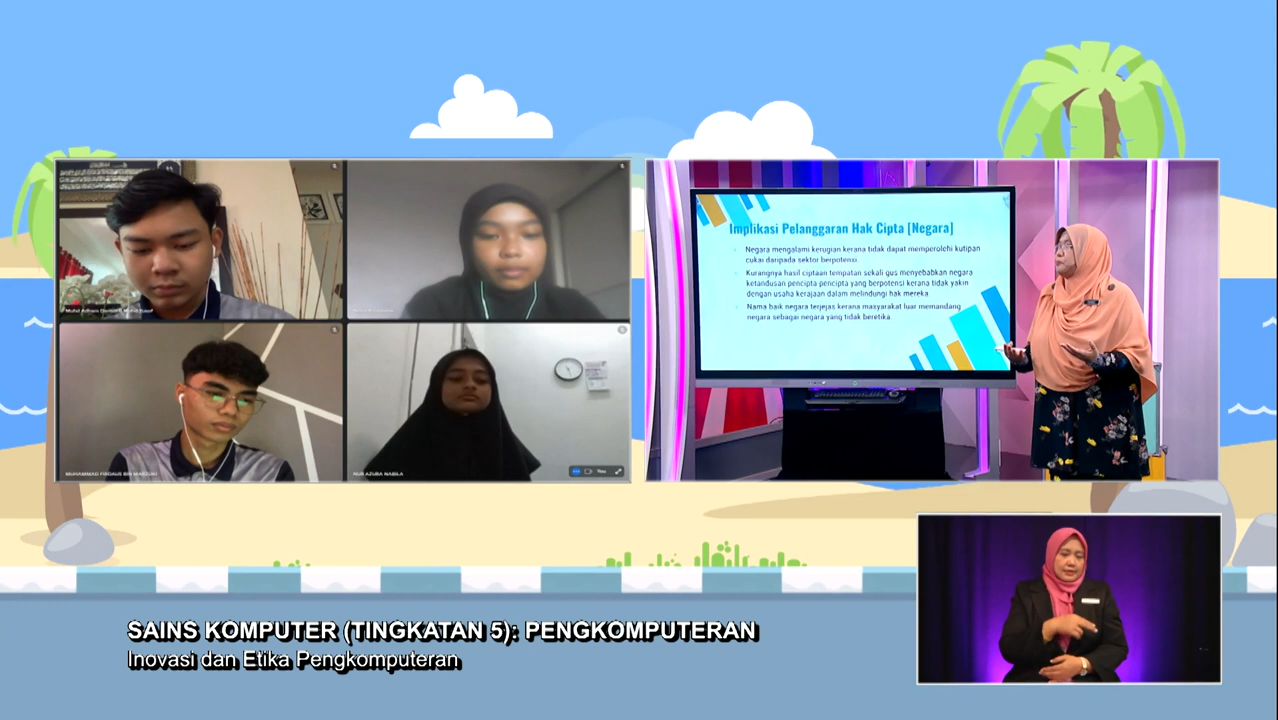 Implikasi Pelanggaran Hak Cipta [Negara]
Negara mengalami kerugian kerana tidak dapat memperolehi kutipan
cukai daripada sektor berpotensi.
Kurangnya hasil ciptaan tempatan sekali gus menyebabkan negara
ketandusan pencipta pencipta yang berpotensi kerana tidak yakin
dengan usaha kerajaan dalam melindungi hak mereka
Nama baik negara terjejas kerana masyarakat luar memandang
negara sebagai negara yang tidak beretika.
MUHAMMAD FIRDAUS BIN MARZUKI
NUR AZUBA NABILA
You
SAINS KOMPUTER (TINGKATAN 5): PENGKOMPUTERAN
Inovasi dan Etika Pengkomputeran